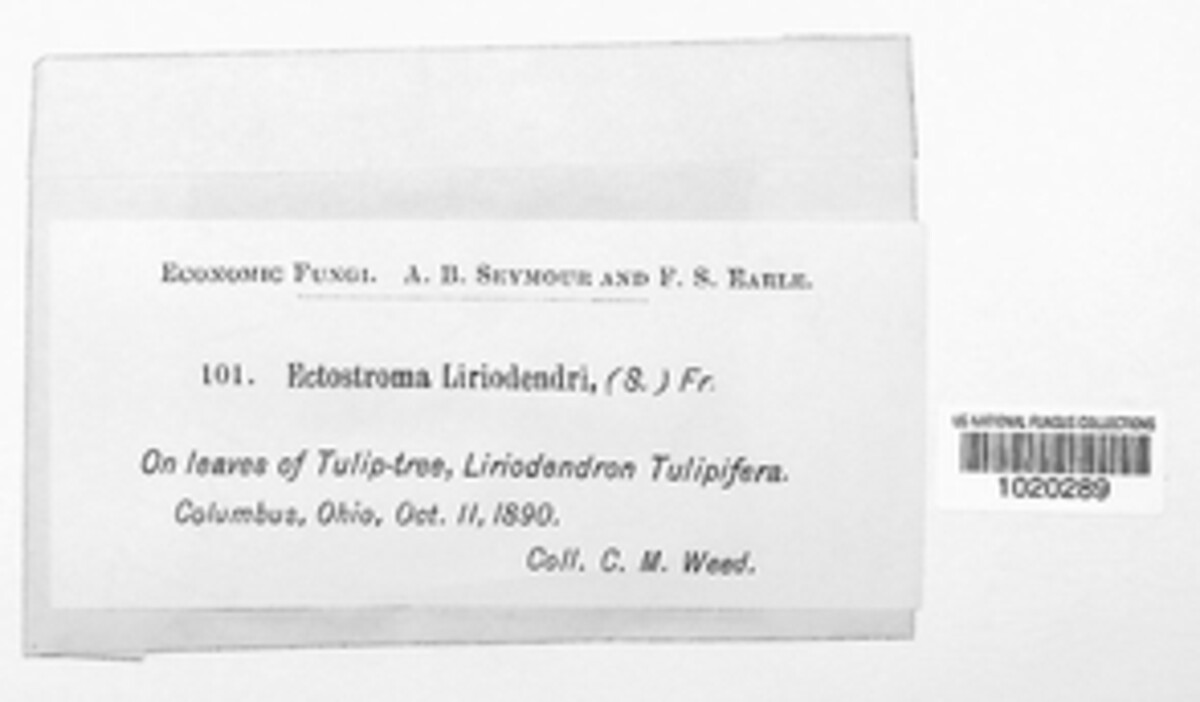 Economic Fungi. A. B. Seymour and F. S. Earle.
101. Ectostroma Liriodendri, (S.) Fr.
On leaves of Tulip-tree, Liriodendron Tulipifera.
Columbus, Ohio, Oct. 11, 1890.
Coll. C. M. Weed.
US NATIONAL FUNGUS COLLECTIONS
1020289